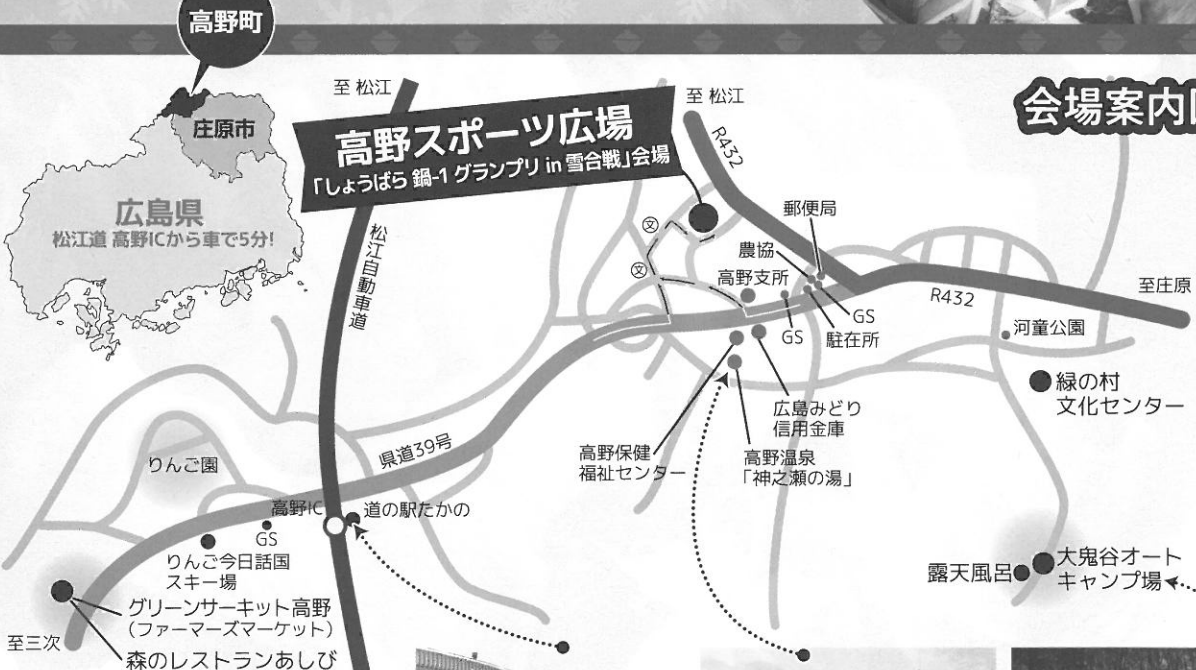 高野町
庄原市
広島県
松江道 高野ICから車で5分!
至 松江
高野スポーツ広場
「しょうばら 鍋-1 グランプリ in 雪合戦」会場
至 松江
会場案内図
R432
松江自動車道
文
文
郵便局
農協
高野支所
GS
GS
駐在所
R432
至庄原
河童公園
緑の村
文化センター
広島みどり
信用金庫
高野保健
福祉センター
高野温泉
「神之瀬の湯」
県道39号
りんご園
高野IC
道の駅たかの
GS
りんご今日話国
スキー場
グリーンサーキット高野
(ファーマーズマーケット)
森のレストランあしび
至三次
露天風呂
大鬼谷オート
キャンプ場